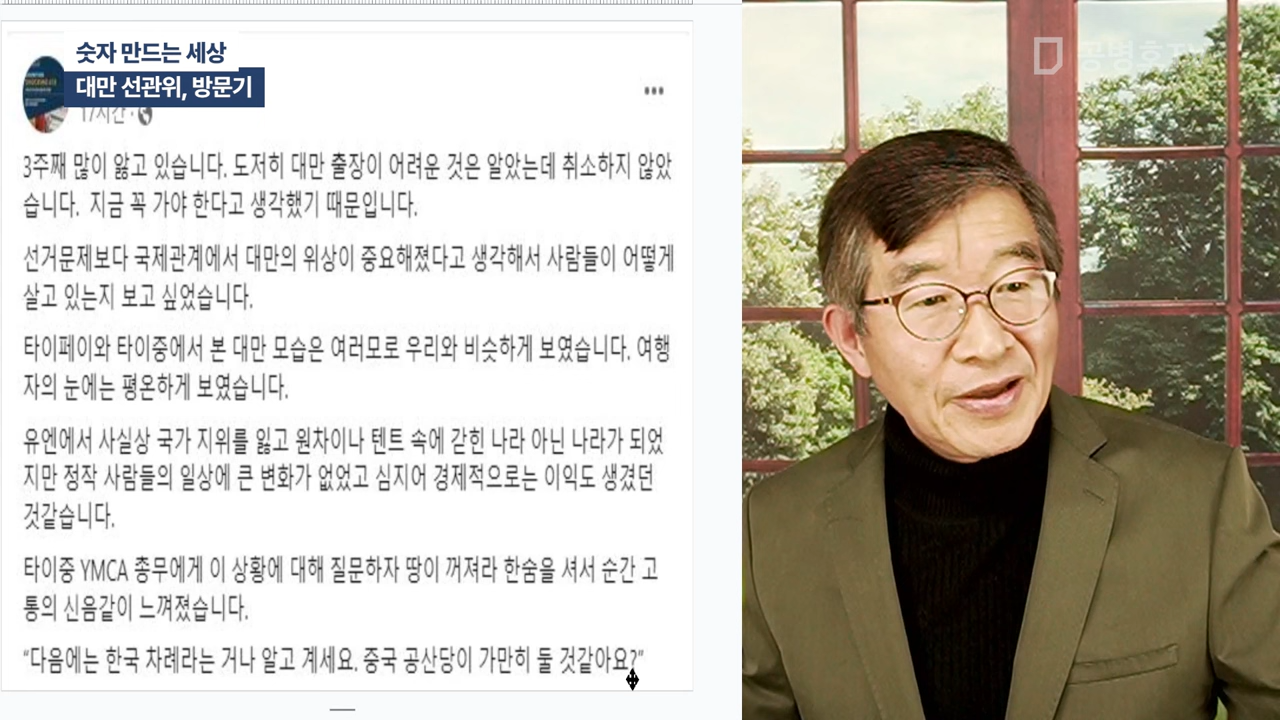 숫자 만드는 세상
대만 선관위, 방문기
17시간
3주째 많이 앓고 있습니다. 도저히 대만 출장이 어려운 것은 알았는데 취소하지 않았
습니다. 지금 꼭 가야 한다고 생각했기 때문입니다.
선거문제보다 국제관계에서 대만의 위상이 중요해졌다고 생각해서 사람들이 어떻게
살고 있는지 보고 싶었습니다.
타이페이와 타이중에서 본 대만 모습은 여러모로 우리와 비슷하게 보였습니다. 여행
자의 눈에는 평온하게 보였습니다.
유엔에서 사실상 국가 지위를 잃고 원차이나 텐트 속에 갇힌 나라 아닌 나라가 되었
지만 정작 사람들의 일상에 큰 변화가 없었고 심지어 경제적으로는 이익도 생겼던
것같습니다.
타이중 YMCA 총무에게 이 상황에 대해 질문하자 땅이 꺼져라 한숨을 셔서 순간 고
통의 신음같이 느껴졌습니다.
“다음에는 한국 차례라는 거나 알고 계세요. 중국 공산당이 가만히 둘 것같아요?”